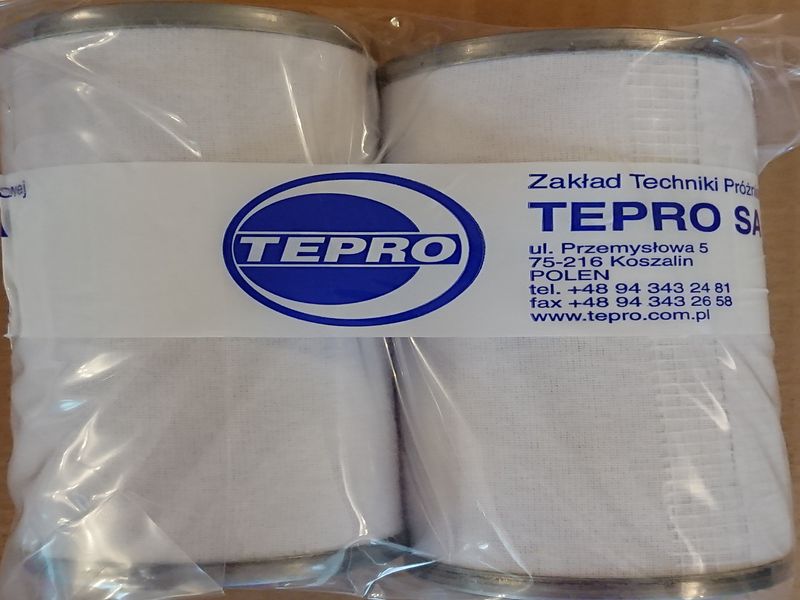 TEPRO
Zakład Techniki
TEPRO SA
ul. Przemysłowa 5
75-216 Koszalin
POLEN
tel. +48 94 343 24 81
fax +48 94 343 26 58
www.tepro.com.pl